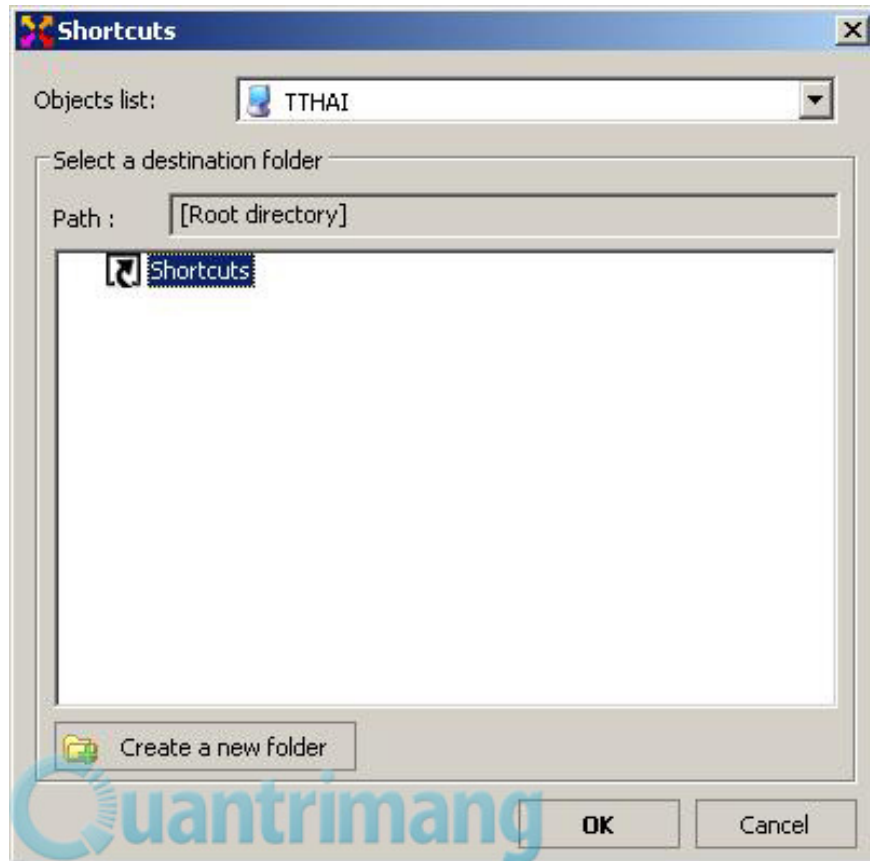 Shortcuts
Objects list: TTHAI
Select a destination folder
Path : [Root directory]
Shortcuts
Create a new folder
Quantrimang
OK Cancel